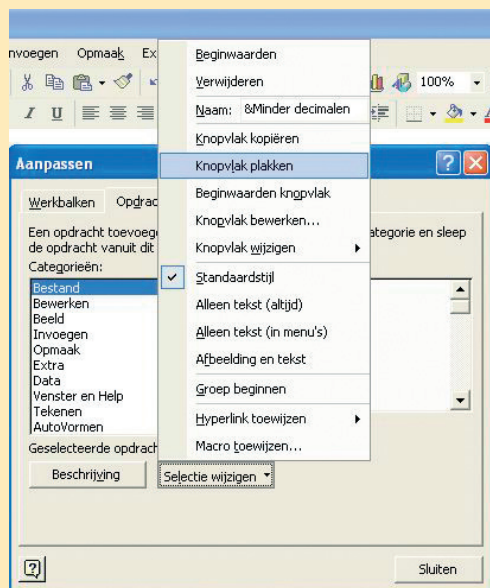 nvoegen Opmaak Ex
100%
I U
Beginwaarden
Verwijderen
Naam: &Minder decimalen
Knopvlak kopiëren
Knopvlak plakken
Beginwaarden knopvlak
Knopvlak bewerken...
Knopvlak wijzigen
Standaardstijl
Alleen tekst (altijd)
Alleen tekst (in menu's)
Afbeelding en tekst
Groep beginnen
Hyperlink toewijzen
Macro toewijzen...
Aanpassen
Werkbalken Opdrac
Een opdracht toevoege ategorie en sleep
de opdracht vanuit dit
Categorieën:
Bestand
Bewerken
Beeld
Invoegen
Opmaak
Extra
Data
Venster en Help
Tekenen
AutoVormen
Geselecteerde opdrach
Beschrijving Selectie wijzigen
Sluiten